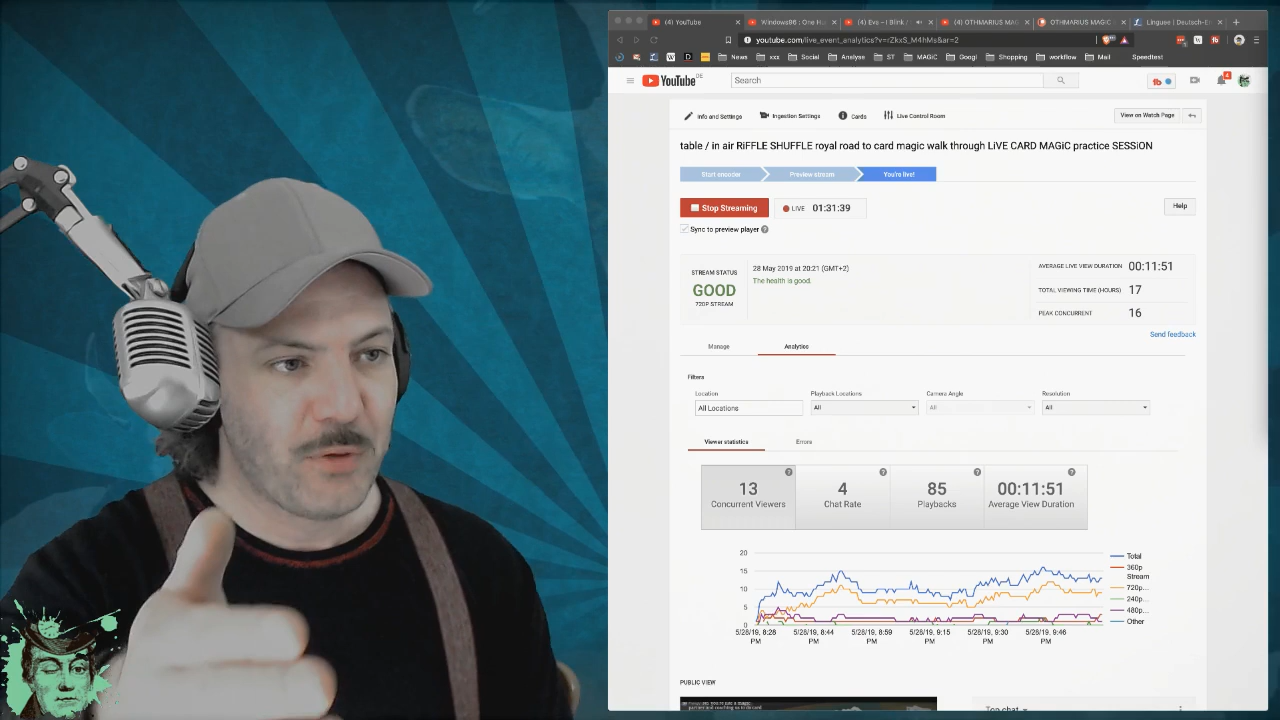 (4) YouTube
(4) Eva – I Blink /
(4) OTHMARIUS MAG
OTHMARIUS MAGIC
Linguee | Deutsch-E
youtube.com/live_event_analytics?v=rZkxS_M4hMs&ar=2
News
xxx
Social
Analyse
ST
MAGiC
Googl
Shopping
workflow
Mail
Speedtest
YouTube DE
Search
Info and Settings
Ingestion Settings
Cards
Live Control Room
View on Watch Page
table / in air RiFFLE SHUFFLE royal road to card magic walk through LiVE CARD MAGiC practice SESSiON
Start encoder
Preview stream
You're live!
Stop Streaming
LIVE 01:31:39
Help
Sync to preview player
STREAM STATUS
GOOD
720P STREAM
28 May 2019 at 20:21 (GMT+2)
The health is good.
AVERAGE LIVE VIEW DURATION 00:11:51
TOTAL VIEWING TIME (HOURS) 17
PEAK CONCURRENT 16
Send feedback
Manage
Analytics
Filters
Location
Playback Locations
Camera Angle
Resolution
All Locations
All
All
All
Viewer statistics
Errors
13
Concurrent Viewers
4
Chat Rate
85
Playbacks
00:11:51
Average View Duration
20
15
10
5
0
5/28/19, 8:28 PM
5/28/19, 8:44 PM
5/28/19, 8:59 PM
5/28/19, 9:15 PM
5/28/19, 9:30 PM
5/28/19, 9:46 PM
Total
360p Stream
720p...
240p...
480p...
Other
PUBLIC VIEW
Top chat